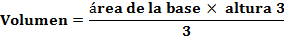 Volumen = área de la base × altura 3
3